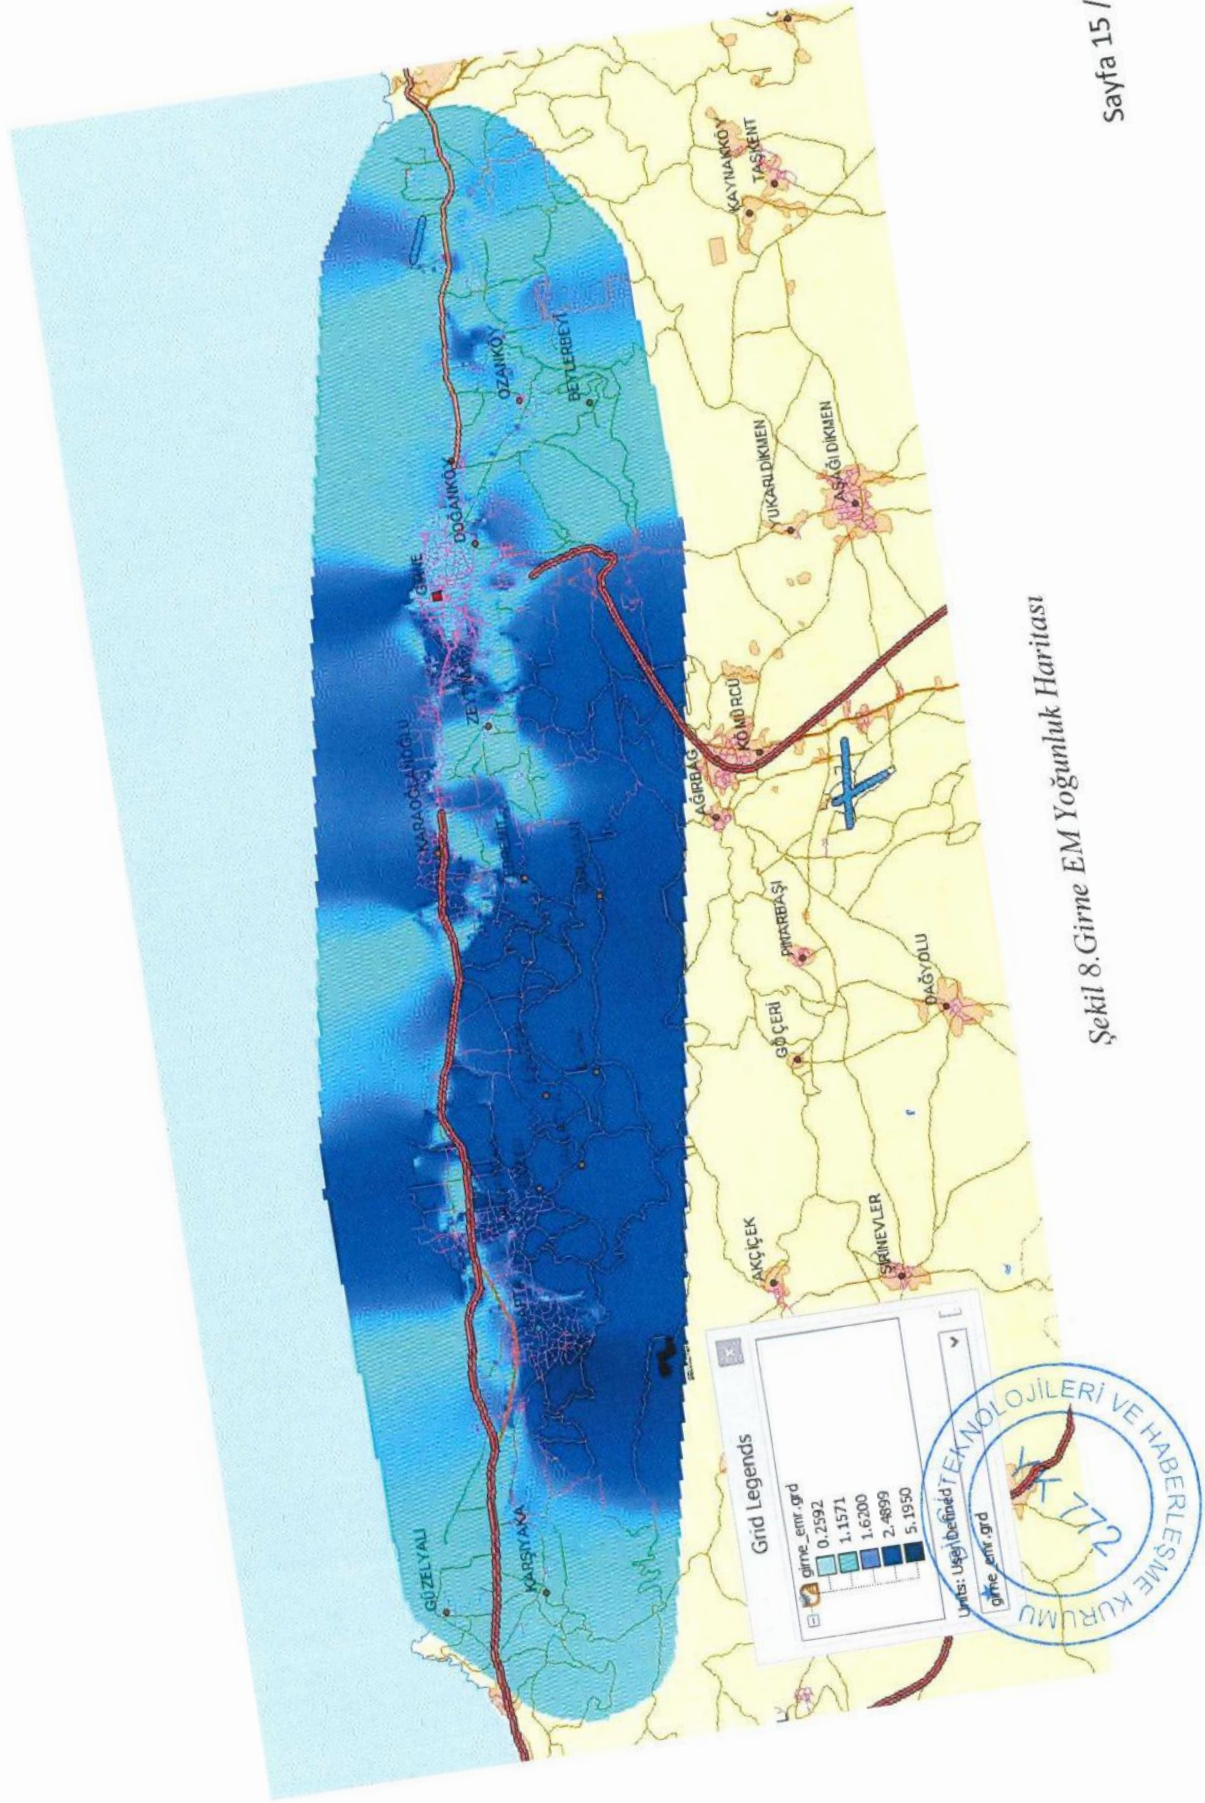 Sayfa 15 /
GÜZELYALI
KARŞIYAKA
KARAOĞLANOĞLU
GİRNE
DOĞANKÖY
OZANKÖY
BEYLERBEYİ
AĞIRBAĞ
KÖMÜRCÜ
YUKARI DİKMEN
AŞAĞI DİKMEN
KAYNAKKÖY
TAŞKENT
AKÇİÇEK
ŞİRİNEVLER
GÖÇERİ
PINARBAŞI
DAĞYOLU
Grid Legends
girne_emr.grd
0.2592
1.1571
1.6200
2.4899
5.1950
Units: User Defined
girne_emr.grd
TEKNOLOJİLERİ VE HABERLEŞME KURUMU
772
Şekil 8.Girne EM Yoğunluk Haritası